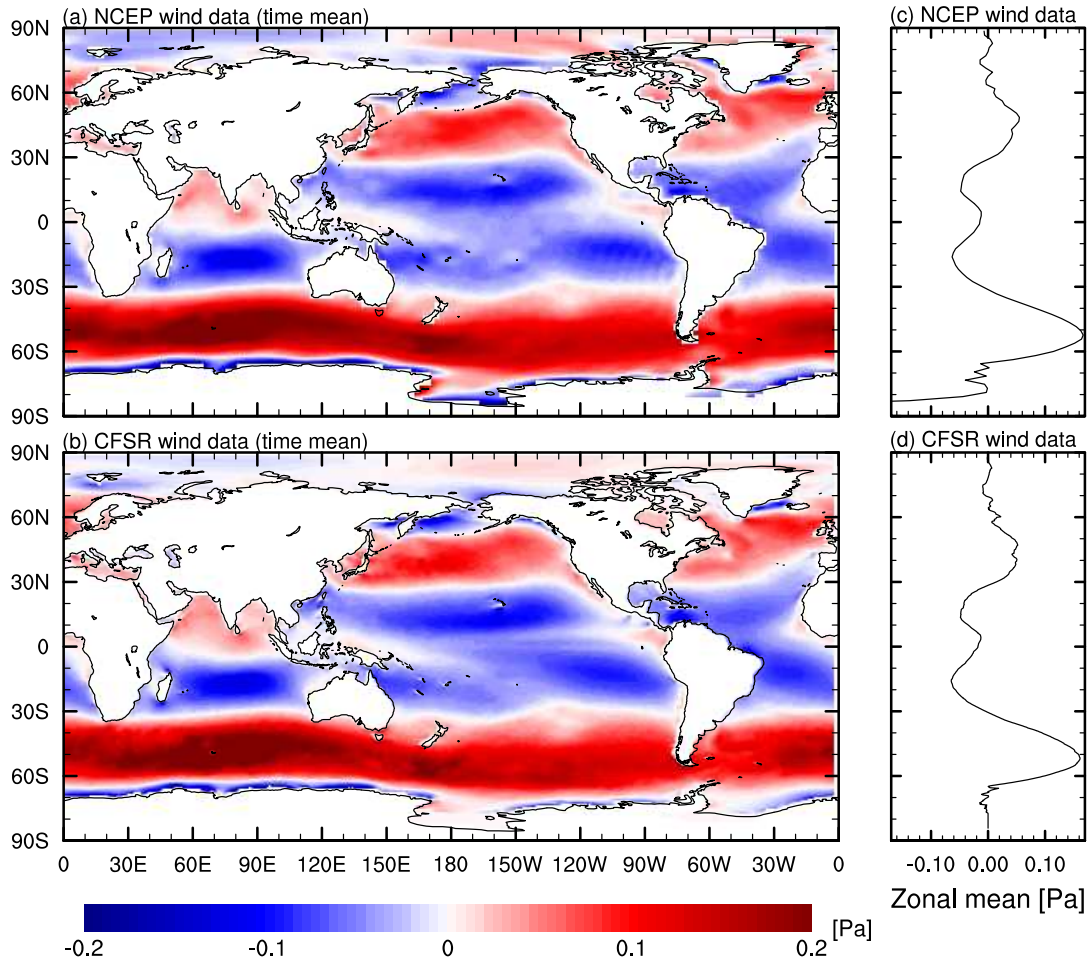 (a) NCEP wind data (time mean)
(c) NCEP wind data
90N
60N
30N
0
30S
60S
90S
(b) CFSR wind data (time mean)
(d) CFSR wind data
90N
60N
30N
0
30S
60S
90S
0 30E 60E 90E 120E 150E 180 150W 120W 90W 60W 30W 0
-0.10 0.00 0.10
Zonal mean [Pa]
[Pa]
-0.2 -0.1 0 0.1 0.2